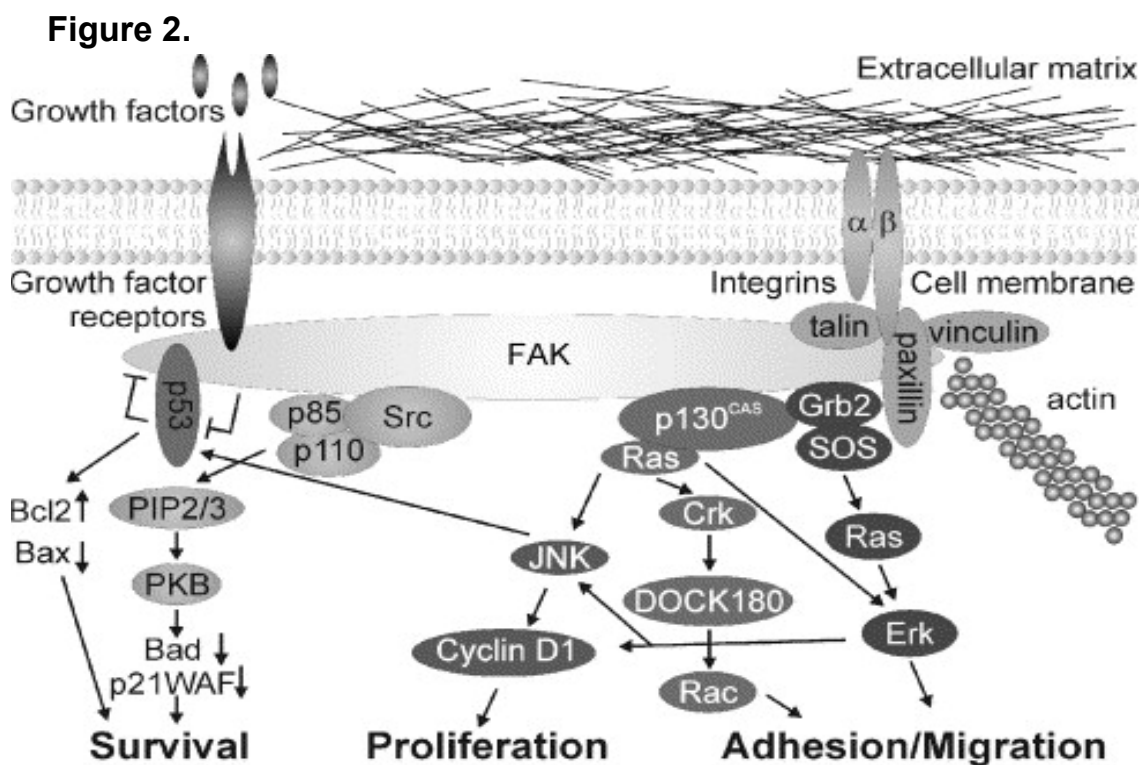 Figure 2.
Extracellular matrix
Growth factors
α β
Growth factor
receptors
Integrins
Cell membrane
talin
vinculin
paxillin
FAK
p53
p85
Src
p110
p130CAS
Ras
Grb2
SOS
actin
Bcl2
Bax
PIP2/3
PKB
Bad
p21WAF
JNK
Crk
Ras
DOCK180
Erk
Cyclin D1
Rac
Survival
Proliferation
Adhesion/Migration